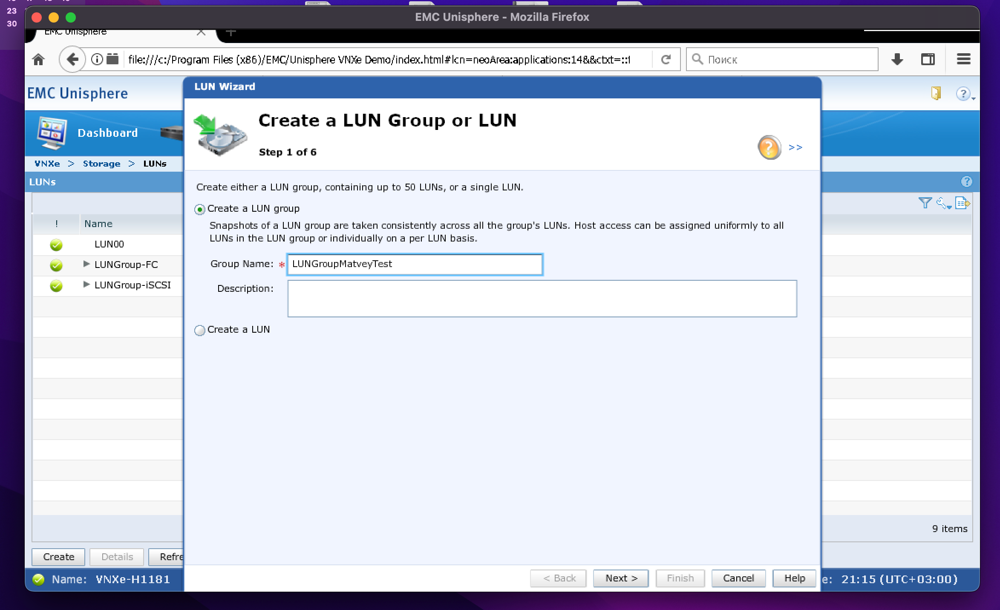 23
30
EMC Unisphere - Mozilla Firefox
EMC Unisphere
file:///c:/Program Files (x86)/EMC/Unisphere VNXe Demo/index.html#lcn=neoArea:applications:14&&ctxt=::1
Поиск
EMC Unisphere
LUN Wizard
Create a LUN Group or LUN
Step 1 of 6
>>
Dashboard
VNXe > Storage > LUNs
LUNs
Create either a LUN group, containing up to 50 LUNs, or a single LUN.
Create a LUN group
Snapshots of a LUN group are taken consistently across all the group's LUNs. Host access can be assigned uniformly to all
LUNs in the LUN group or individually on a per LUN basis.
Group Name: * LUNGroupMatveyTest
Description:
Create a LUN
! Name
LUN00
LUNGroup-FC
LUNGroup-iSCSI
9 items
Create Details Refre
< Back Next > Finish Cancel Help
Name: VNXe-H1181
e: 21:15 (UTC+03:00)